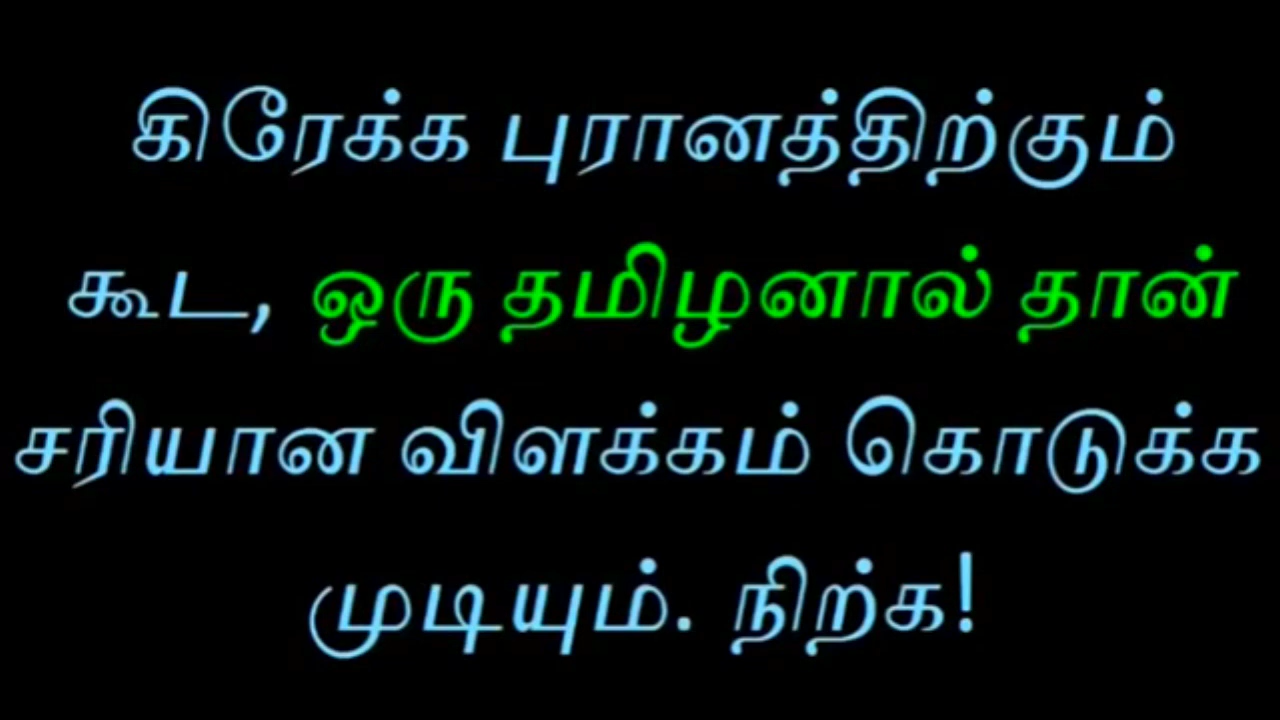 கிரேக்க புரானத்திற்கும்
கூட, ஒரு தமிழனால் தான்
சரியான விளக்கம் கொடுக்க
முடியும். நிற்க!